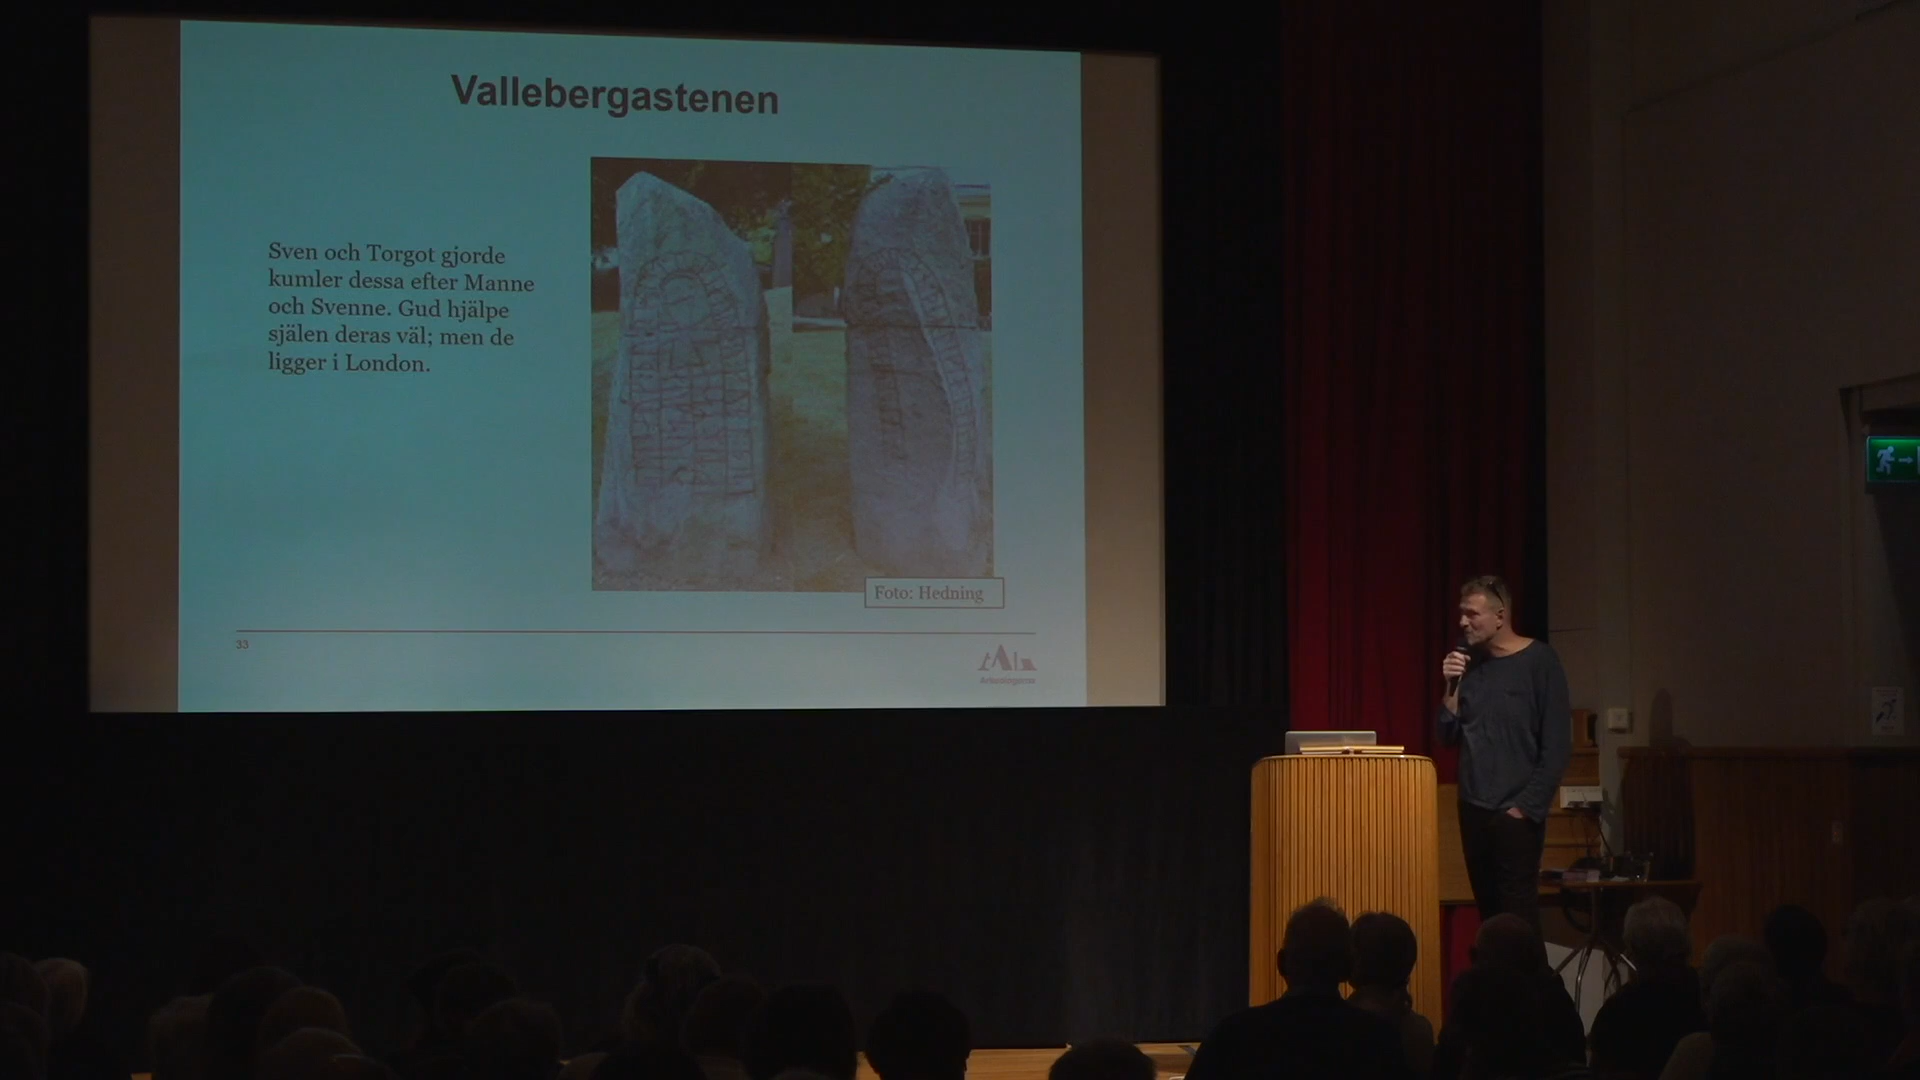 Vallebergastenen
Sven och Torgot gjorde
kumler dessa efter Manne
och Svenne. Gud hjälpe
själen deras väl; men de
ligger i London.
Foto: Hedning
33